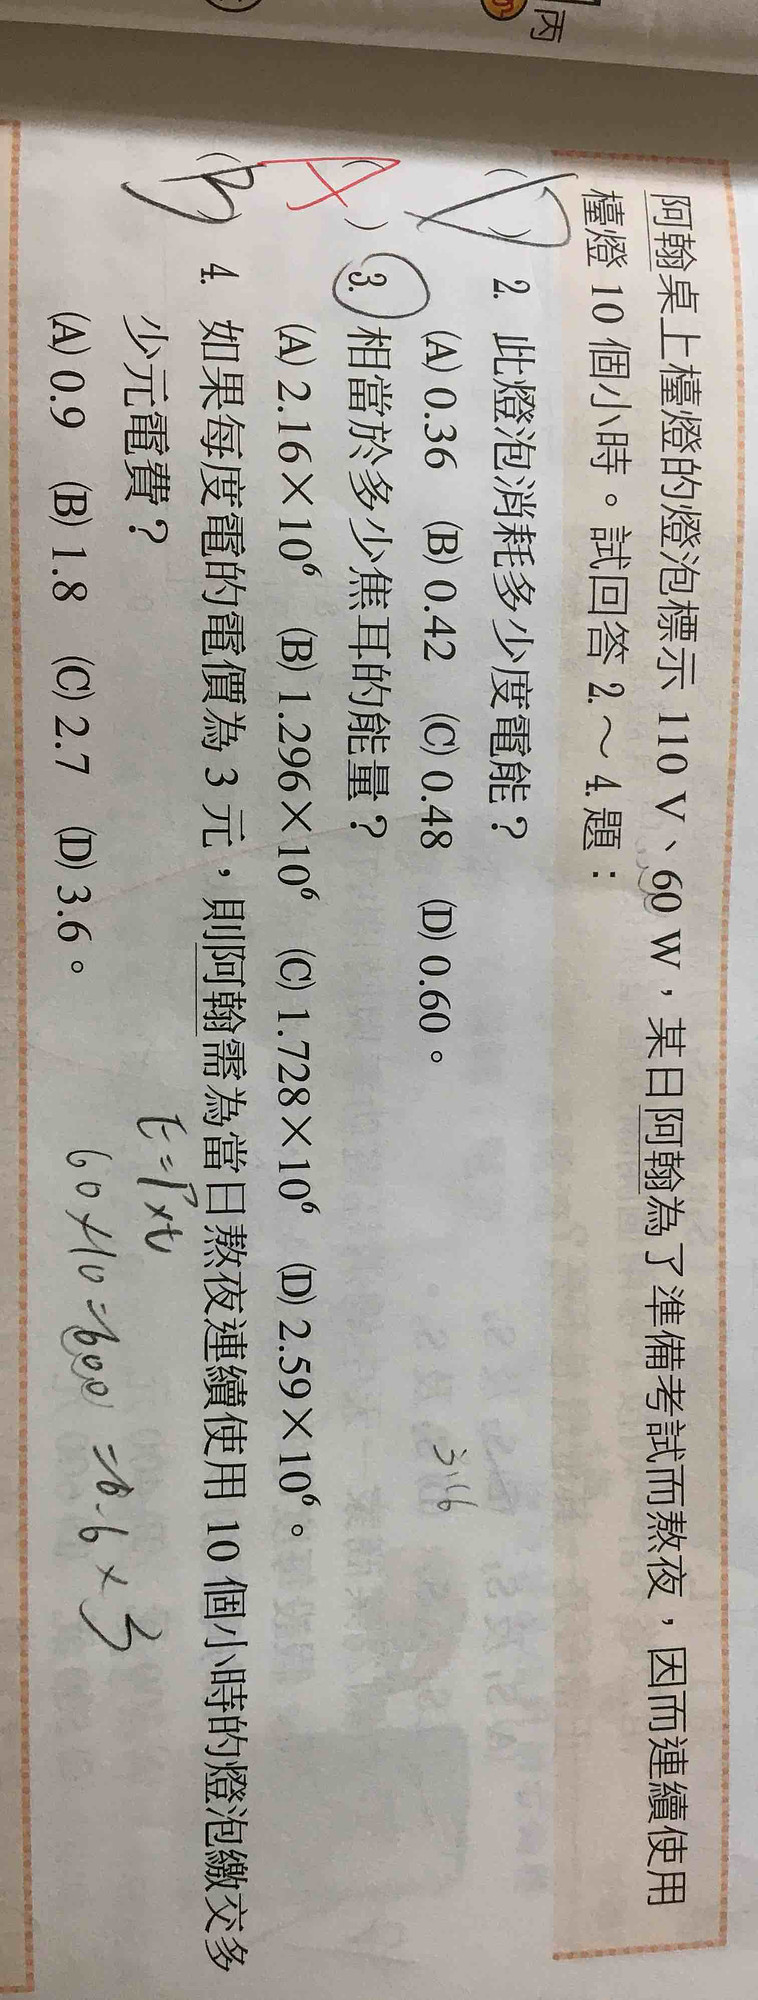 丙
阿翰桌上檯燈的燈泡標示 110 V、60 W，某日阿翰為了準備考試而熬夜，因而連續使用
檯燈 10 個小時。試回答 2.～4.題：
(D) 2. 此燈泡消耗多少度電能？
(A) 0.36 (B) 0.42 (C) 0.48 (D) 0.60。
(A) 3. 相當於多少焦耳的能量？
(A) 2.16×10⁶ (B) 1.296×10⁶ (C) 1.728×10⁶ (D) 2.59×10⁶。
(B) 4. 如果每度電的電價為 3 元，則阿翰需為當日熬夜連續使用 10 個小時的燈泡繳交多
少元電費？
(A) 0.9 (B) 1.8 (C) 2.7 (D) 3.6。
E=P×t
60×10=600=0.6×3